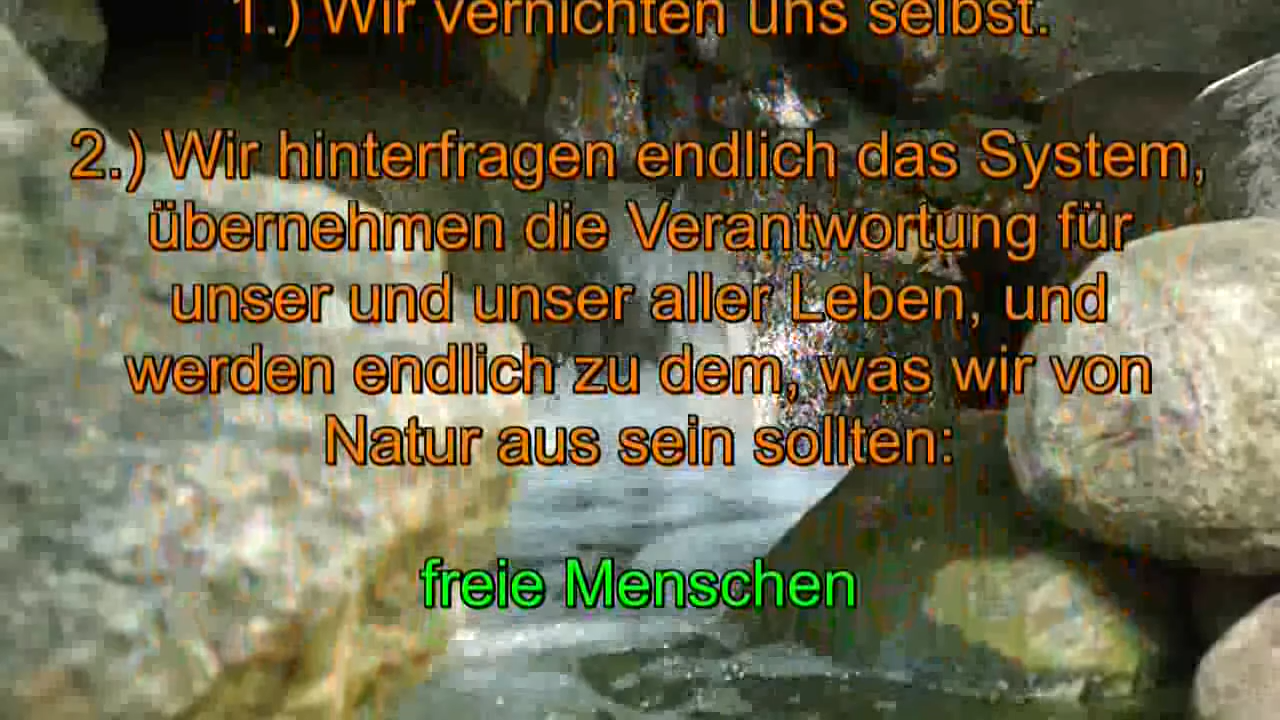 1.) Wir vernichten uns selbst.
2.) Wir hinterfragen endlich das System,
übernehmen die Verantwortung für
unser und unser aller Leben, und
werden endlich zu dem, was wir von
Natur aus sein sollten:
freie Menschen